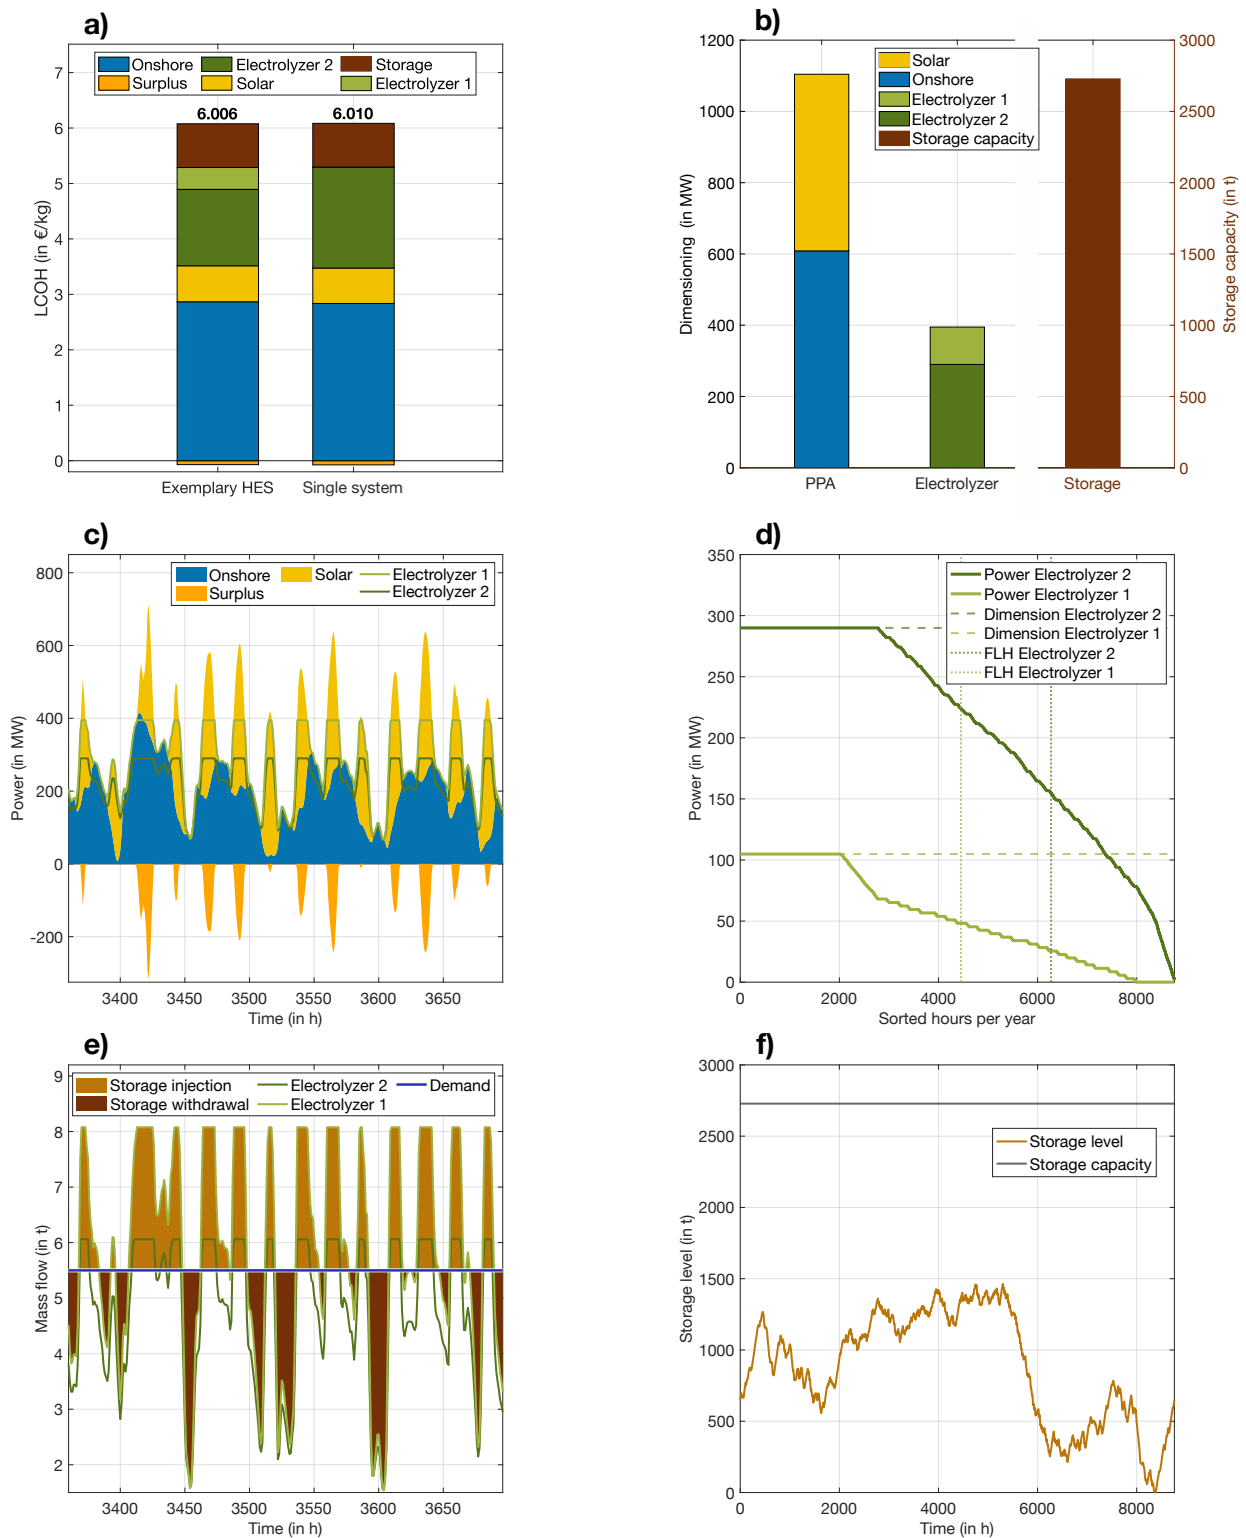 a)
Onshore
Electrolyzer 2
Storage
Surplus
Solar
Electrolyzer 1
6.006
6.010
7
6
5
4
3
2
1
0
LCOH (in €/kg)
Exemplary HES
Single system
b)
1200
1000
800
600
400
200
0
Dimensioning (in MW)
Solar
Onshore
Electrolyzer 1
Electrolyzer 2
Storage capacity
3000
2500
2000
1500
1000
500
0
Storage capacity (in t)
PPA
Electrolyzer
Storage
c)
Onshore
Solar
Electrolyzer 1
Surplus
Electrolyzer 2
800
600
400
200
0
-200
Power (in MW)
3400
3450
3500
3550
3600
3650
Time (in h)
d)
350
300
250
200
150
100
50
0
Power (in MW)
Power Electrolyzer 2
Power Electrolyzer 1
Dimension Electrolyzer 2
Dimension Electrolyzer 1
FLH Electrolyzer 2
FLH Electrolyzer 1
0
2000
4000
6000
8000
Sorted hours per year
e)
Storage injection
Electrolyzer 2
Demand
Storage withdrawal
Electrolyzer 1
9
8
7
6
5
4
3
2
Mass flow (in t)
3400
3450
3500
3550
3600
3650
Time (in h)
f)
3000
2500
2000
1500
1000
500
0
Storage level (in t)
Storage level
Storage capacity
0
2000
4000
6000
8000
Time (in h)